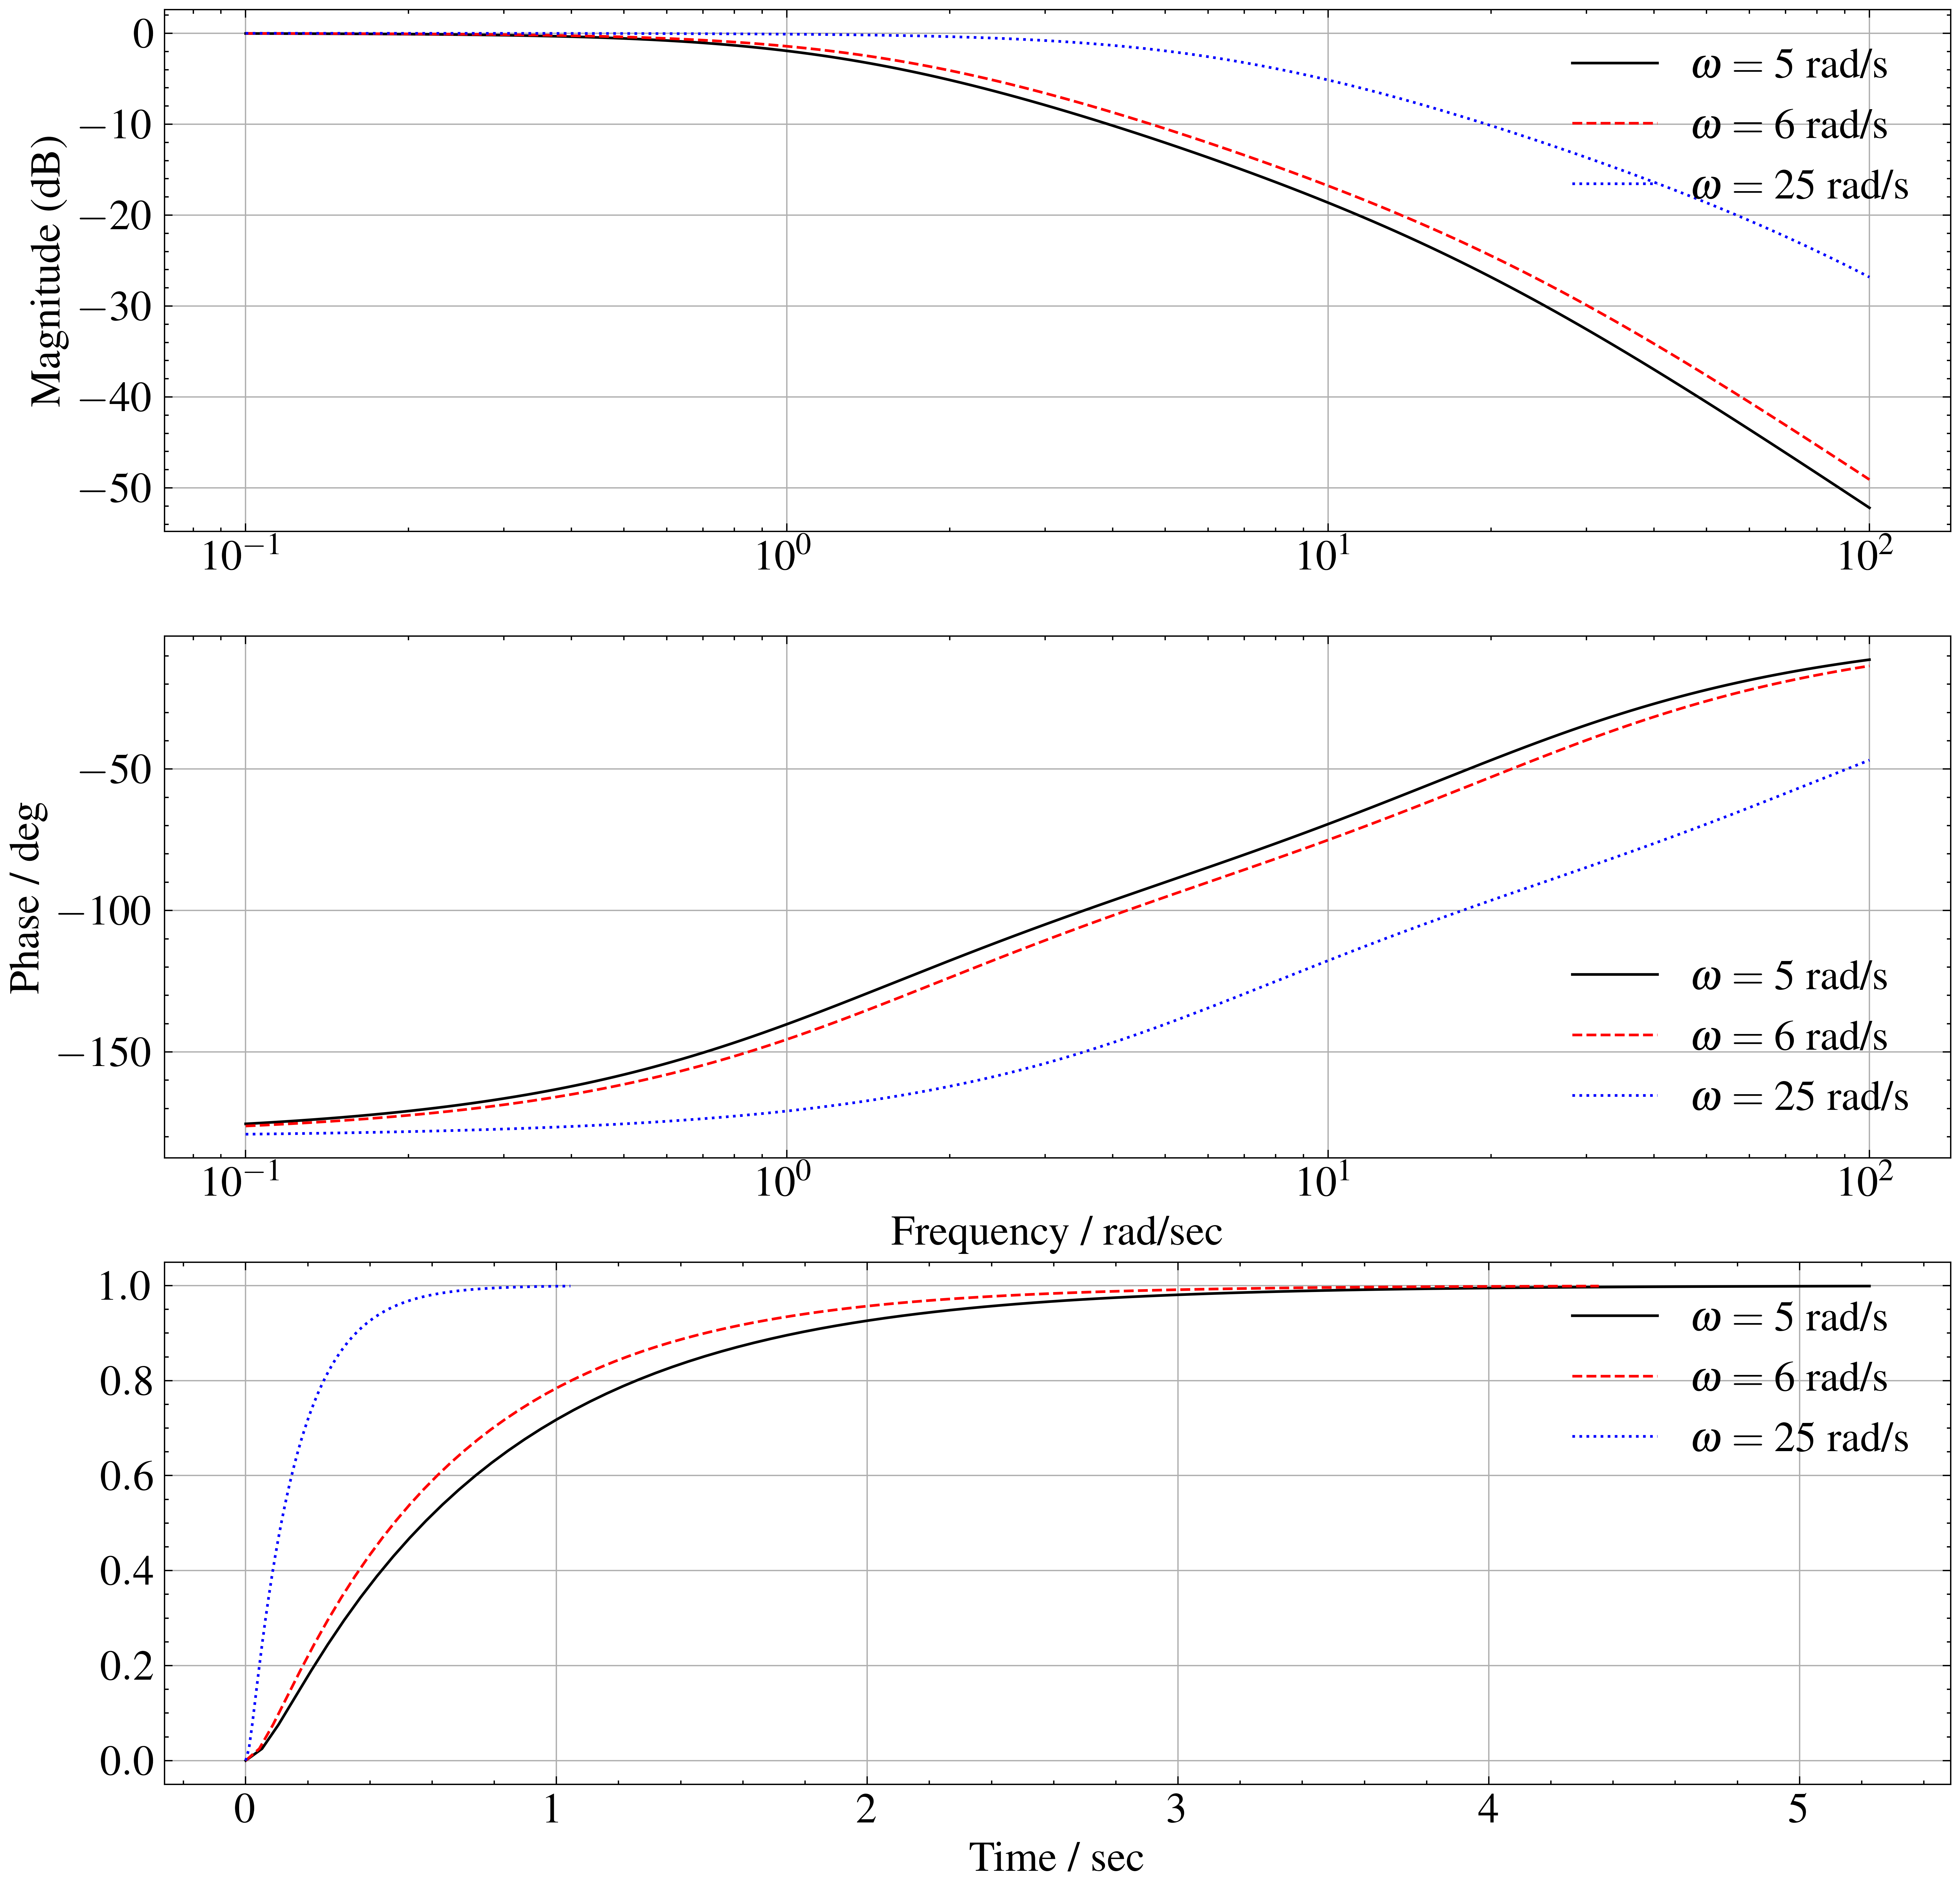 0
−10
−20
−30
−40
−50
Magnitude (dB)
ω = 5 rad/s
ω = 6 rad/s
ω = 25 rad/s
10⁻¹ 10⁰ 10¹ 10²
−50
−100
−150
Phase / deg
ω = 5 rad/s
ω = 6 rad/s
ω = 25 rad/s
10⁻¹ 10⁰ 10¹ 10²
Frequency / rad/sec
1.0
0.8
0.6
0.4
0.2
0.0
ω = 5 rad/s
ω = 6 rad/s
ω = 25 rad/s
0 1 2 3 4 5
Time / sec